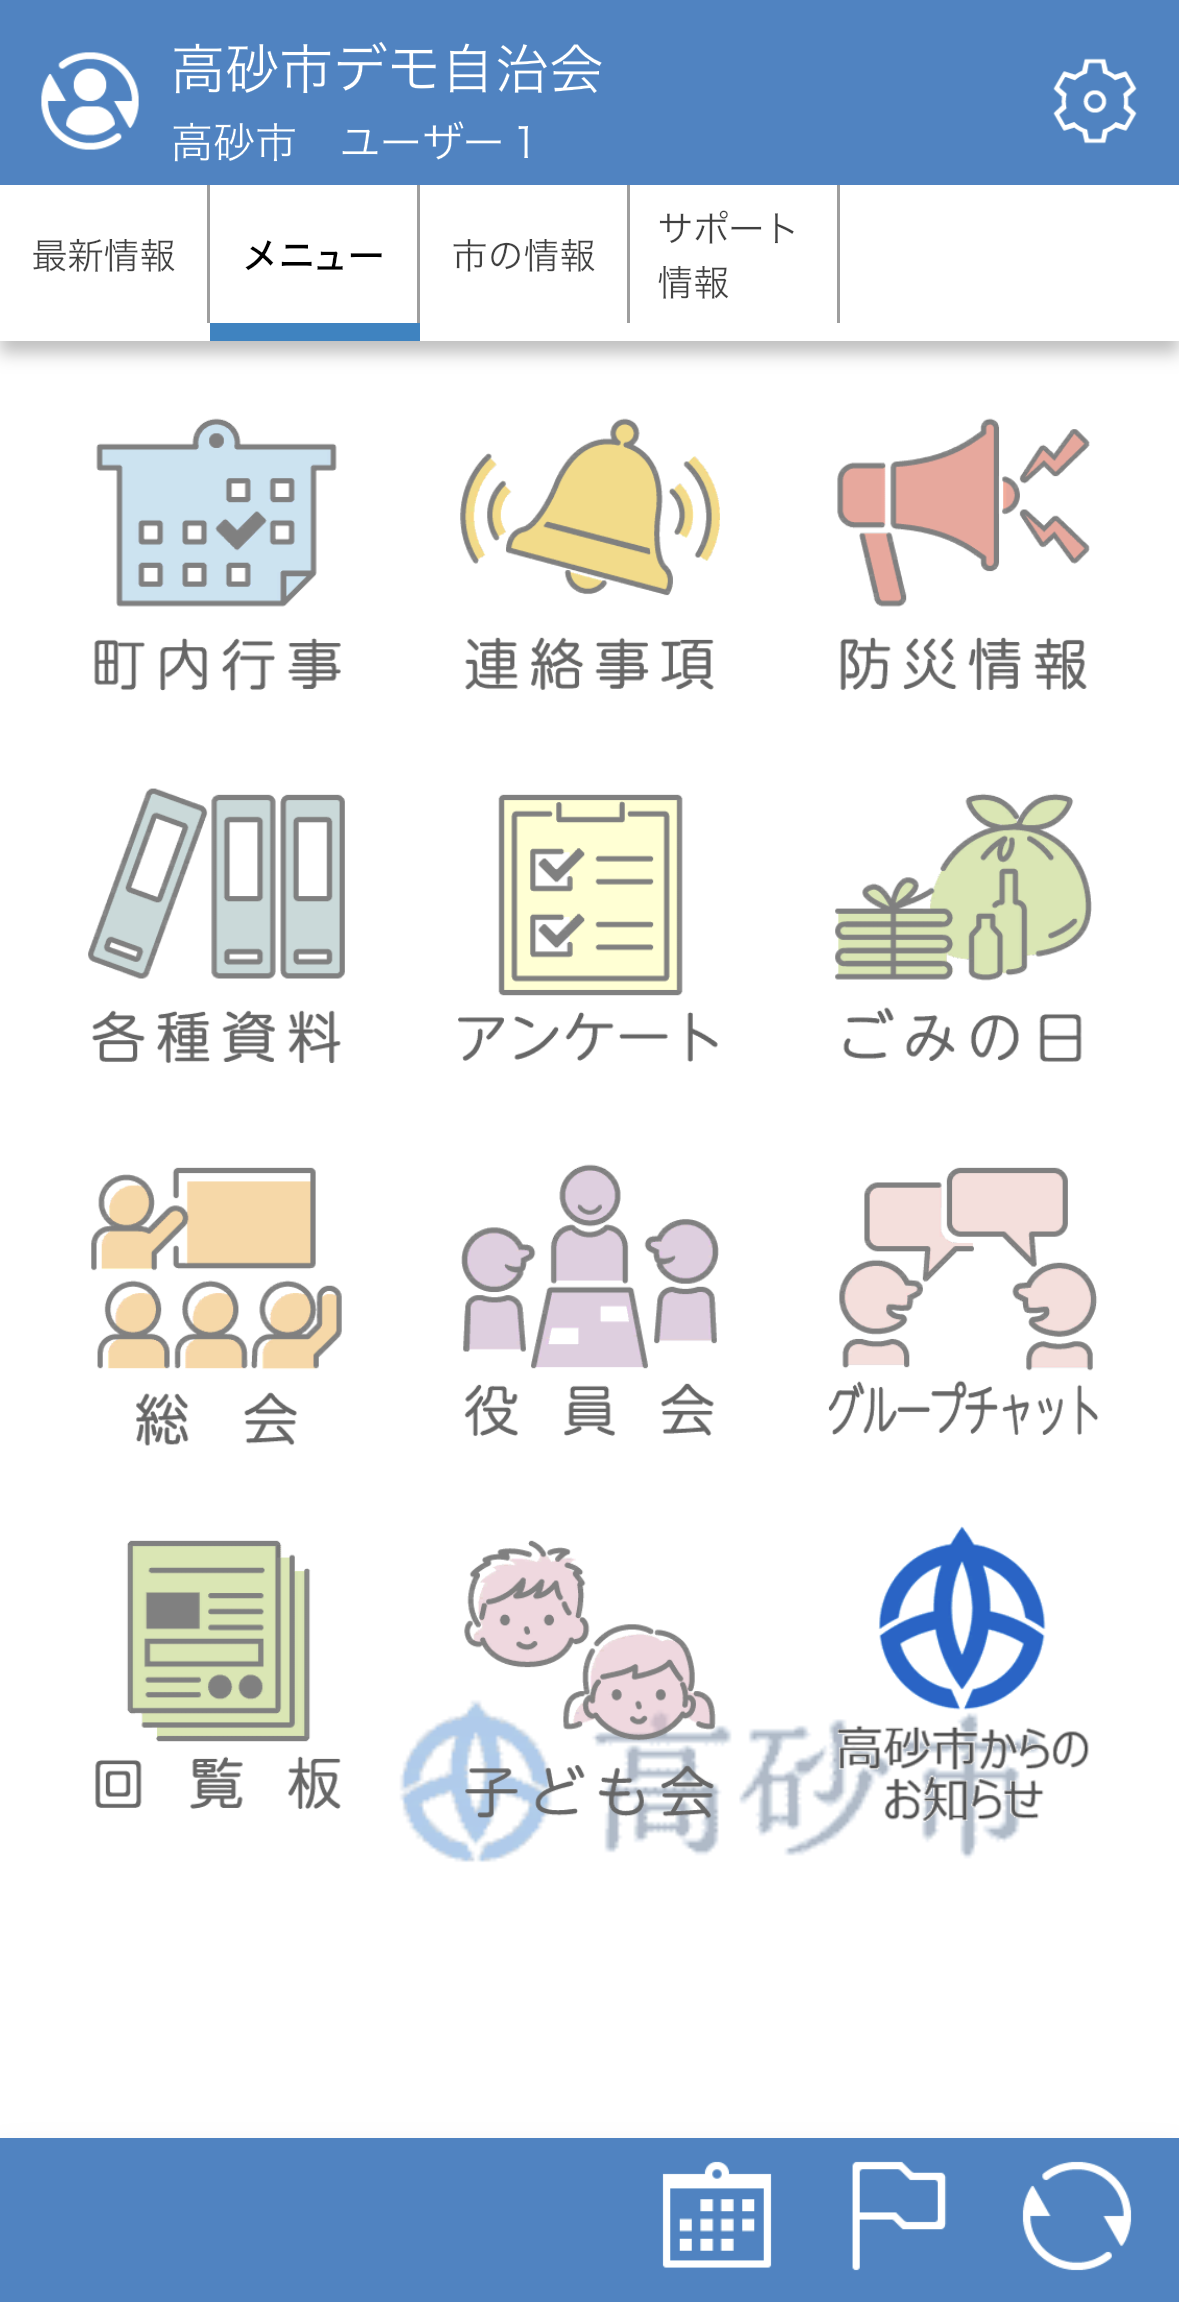 高砂市デモ自治会
高砂市　ユーザー１
最新情報
メニュー
市の情報
サポート
情報
町内行事
連絡事項
防災情報
各種資料
アンケート
ごみの日
総　会
役　員　会
グループチャット
回　覧　板
子ども会
高砂市からの
お知らせ
高砂市